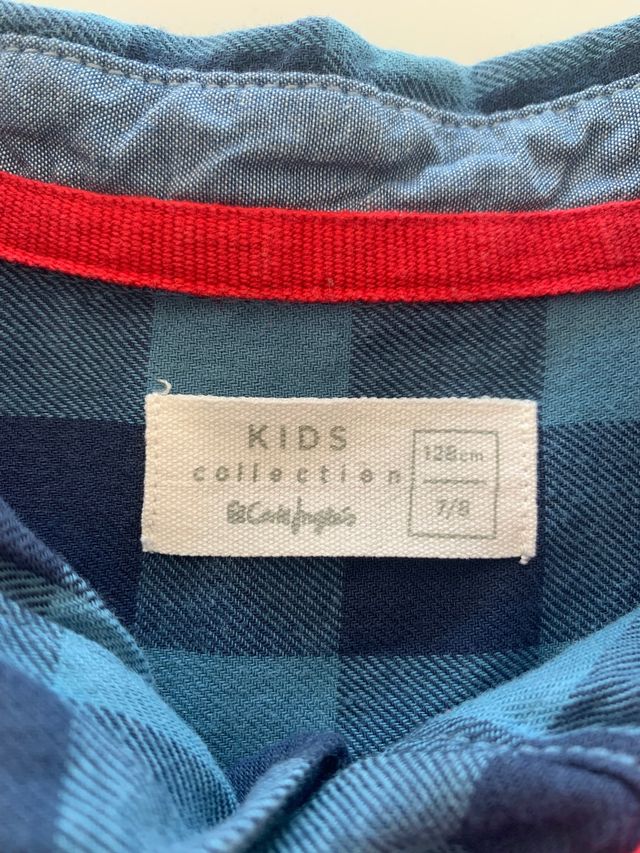 KIDS
collection
El Corte Inglés
128cm
7/8